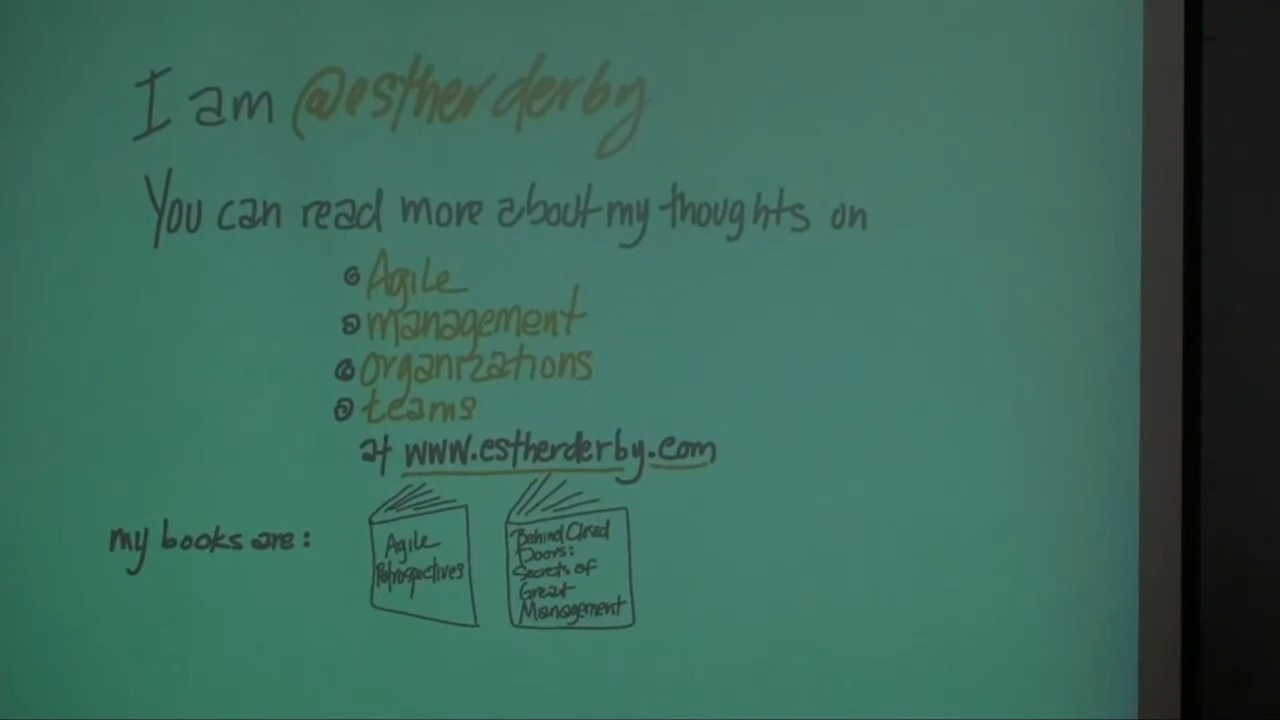 I am @estherderby
You can read more about my thoughts on
Agile
management
organizations
teams
at www.estherderby.com
my books are:
Agile
Retrospectives
Behind Closed
Doors:
Secrets of
Great
Management